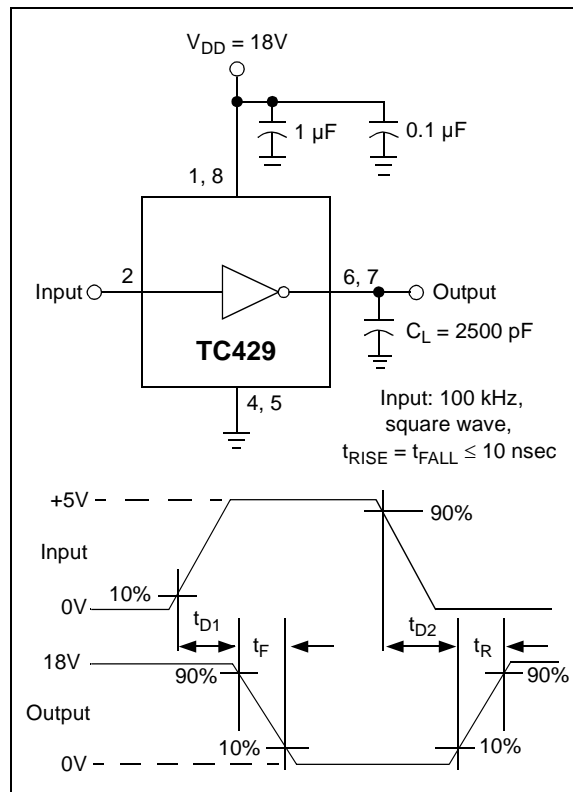 V_DD = 18V
1 µF
0.1 µF
1, 8
Input
2
6, 7
Output
TC429
C_L = 2500 pF
4, 5
Input: 100 kHz,
square wave,
t_RISE = t_FALL ≤ 10 nsec
+5V
90%
Input
10%
0V
t_D1
t_F
t_D2
t_R
18V
90%
90%
Output
10%
10%
0V